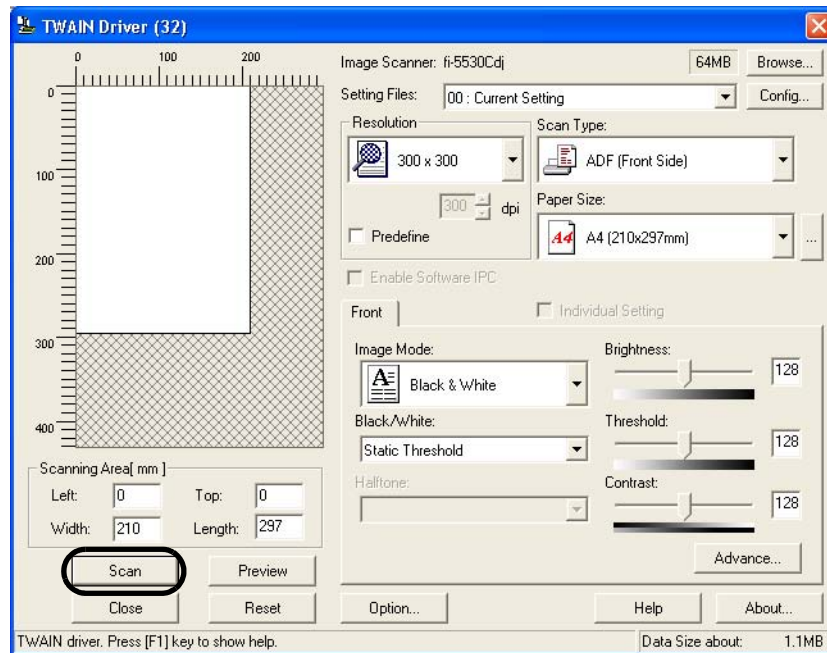 TWAIN Driver (32)
0 100 200
0
100
200
300
400
Image Scanner: fi-5530Cdj 64MB Browse...
Setting Files: 00 : Current Setting Config...
Resolution
300 x 300
300 dpi
Predefine
Scan Type:
ADF (Front Side)
Paper Size:
A4 A4 (210x297mm) ...
Enable Software IPC
Front Individual Setting
Image Mode:
A Black & White
Black/White:
Static Threshold
Halftone:
Brightness:
128
Threshold:
128
Contrast:
128
Advance...
Scanning Area[ mm ]
Left: 0 Top: 0
Width: 210 Length: 297
Scan Preview
Close Reset Option... Help About...
TWAIN driver. Press [F1] key to show help. Data Size about: 1.1MB